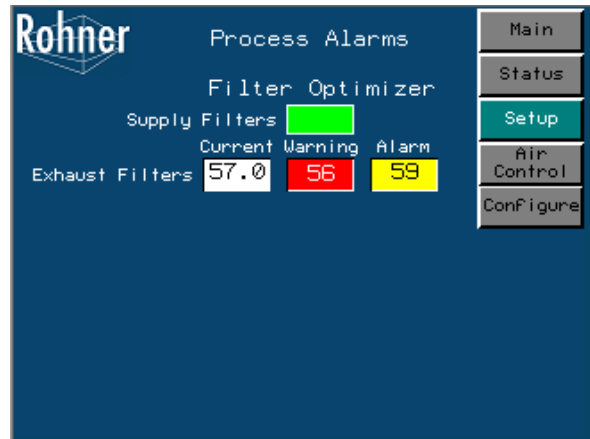 Rohner
Process Alarms
Filter Optimizer
Supply Filters
Current Warning Alarm
Exhaust Filters 57.0 56 59
Main
Status
Setup
Air
Control
Configure